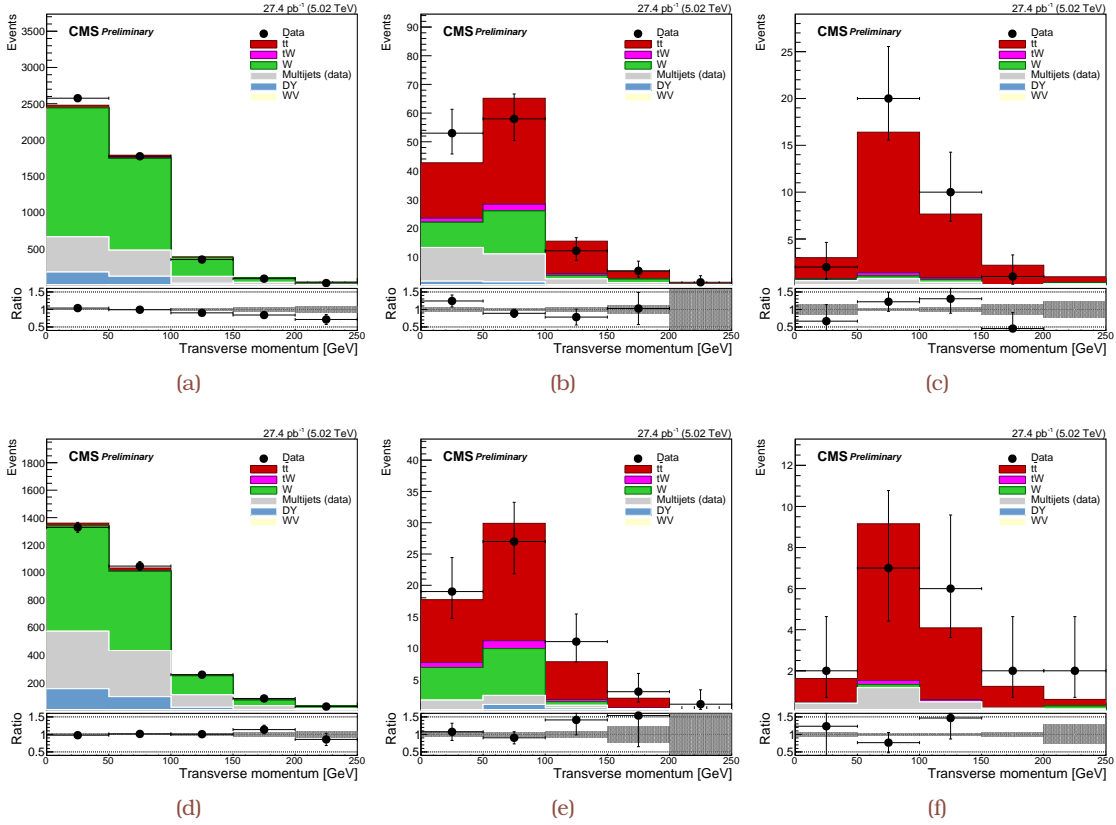 27.4 pb⁻¹ (5.02 TeV)
Events
3500
3000
2500
2000
1500
1000
500
CMS Preliminary
Data
tt̄
tW
W
Multijets (data)
DY
WV
Ratio
1.5
1
0.5
0 50 100 150 200 250
Transverse momentum [GeV]
(a)
27.4 pb⁻¹ (5.02 TeV)
Events
90
80
70
60
50
40
30
20
10
CMS Preliminary
Data
tt̄
tW
W
Multijets (data)
DY
WV
Ratio
1.5
1
0.5
0 50 100 150 200 250
Transverse momentum [GeV]
(b)
27.4 pb⁻¹ (5.02 TeV)
Events
25
20
15
10
5
CMS Preliminary
Data
tt̄
tW
W
Multijets (data)
DY
WV
Ratio
1.5
1
0.5
0 50 100 150 200 250
Transverse momentum [GeV]
(c)
27.4 pb⁻¹ (5.02 TeV)
Events
1800
1600
1400
1200
1000
800
600
400
200
CMS Preliminary
Data
tt̄
tW
W
Multijets (data)
DY
WV
Ratio
1.5
1
0.5
0 50 100 150 200 250
Transverse momentum [GeV]
(d)
27.4 pb⁻¹ (5.02 TeV)
Events
40
35
30
25
20
15
10
5
CMS Preliminary
Data
tt̄
tW
W
Multijets (data)
DY
WV
Ratio
1.5
1
0.5
0 50 100 150 200 250
Transverse momentum [GeV]
(e)
27.4 pb⁻¹ (5.02 TeV)
Events
12
10
8
6
4
2
CMS Preliminary
Data
tt̄
tW
W
Multijets (data)
DY
WV
Ratio
1.5
1
0.5
0 50 100 150 200 250
Transverse momentum [GeV]
(f)